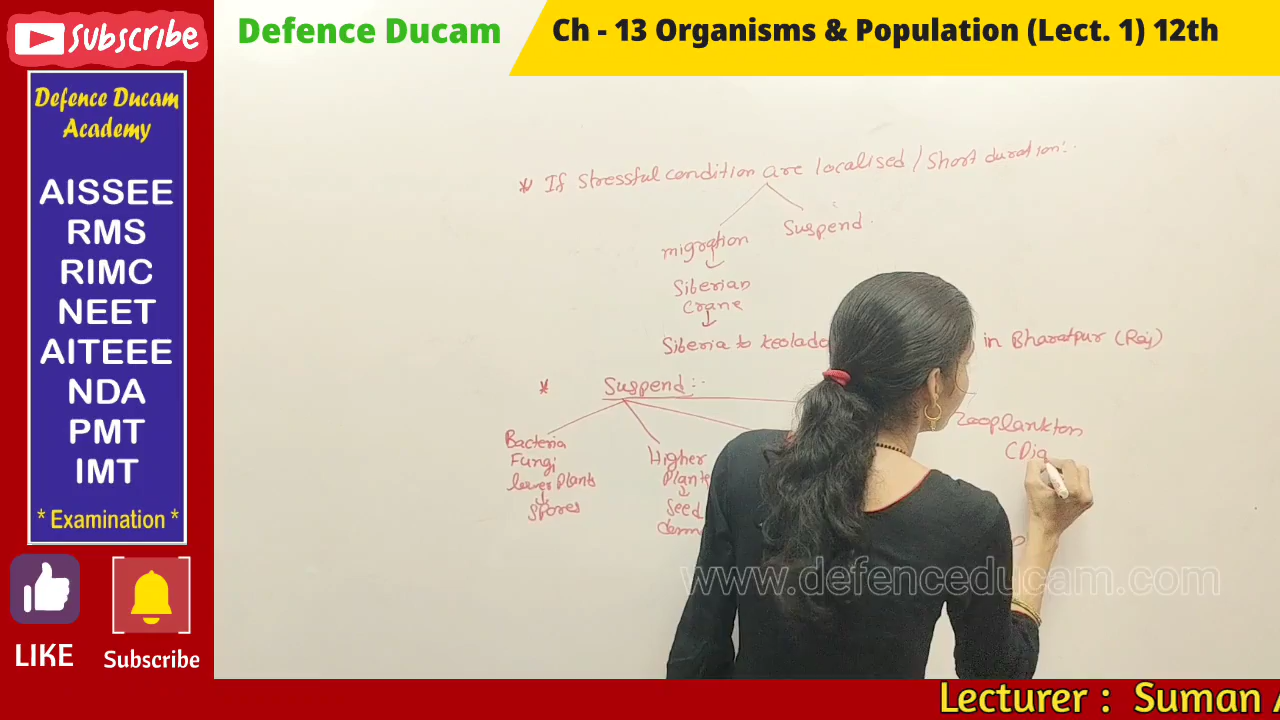 SUBSCRIBE
Defence Ducam
Ch - 13 Organisms & Population (Lect. 1) 12th
Defence Ducam
Academy
AISSEE
RMS
RIMC
NEET
AITEEE
NDA
PMT
IMT
* Examination *
LIKE
Subscribe
* If stressful condition are localised / Short duration:-
migration
Suspend.
Siberian
Crane
Siberia to Keolad
in Bharatpur (Raj)
* Suspend:-
Bacteria
Fungi
lower plants
Spores
Higher
Plants
Seed
Zooplankton
(Dia
www.defenceducam.com
Lecturer : Suman